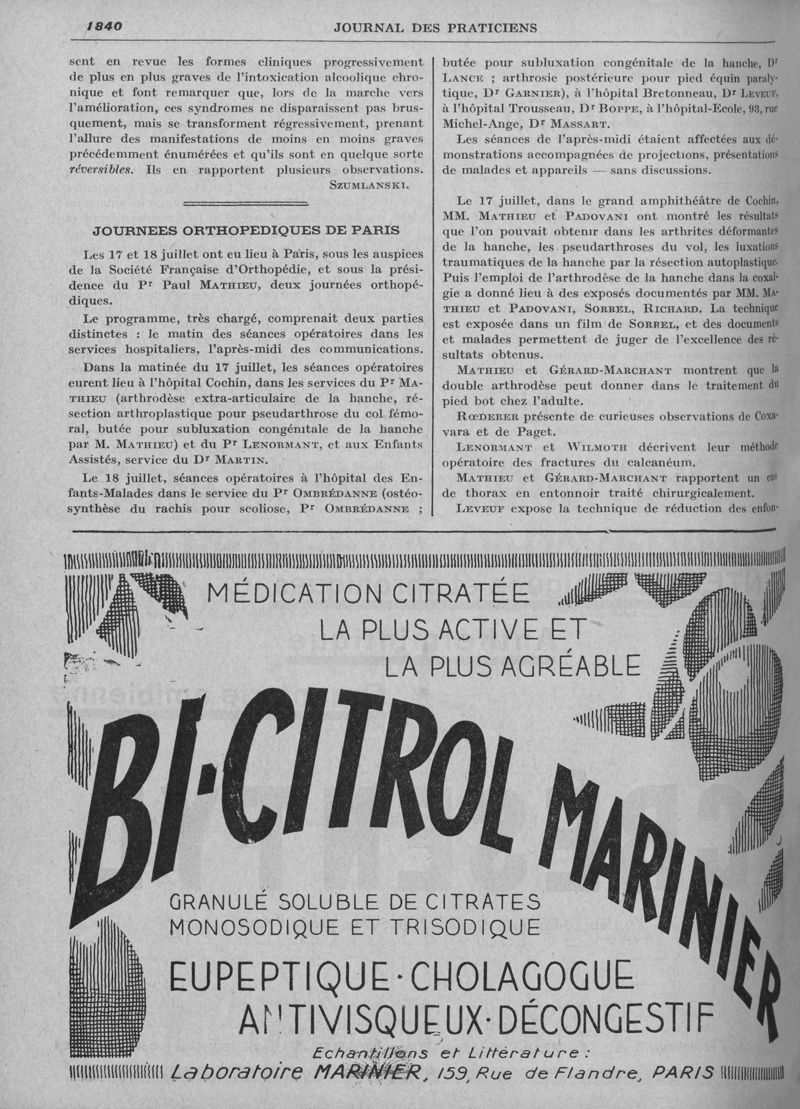 1840
JOURNAL DES PRATICIENS
sent en revue les formes cliniques progressivement
de plus en plus graves de l'intoxication alcoolique chro-
nique et font remarquer que, lors de la marche vers
l'amélioration, ces syndromes ne disparaissent pas brus-
quement, mais se transforment régressivement, prenant
l'allure des manifestations de moins en moins graves
précédemment énumérées et qu'ils sont en quelque sorte
réversibles. Ils en rapportent plusieurs observations.
SZUMLANSKI.
JOURNEES ORTHOPEDIQUES DE PARIS
Les 17 et 18 juillet ont eu lieu à Paris, sous les auspices
de la Société Française d'Orthopédie, et sous la prési-
dence du Pr Paul MATHIEU, deux journées orthopé-
diques.
Le programme, très chargé, comprenait deux parties
distinctes : le matin des séances opératoires dans les
services hospitaliers, l'après-midi des communications.
Dans la matinée du 17 juillet, les séances opératoires
eurent lieu à l'hôpital Cochin, dans les services du Pr MA-
THIEU (arthrodèse extra-articulaire de la hanche, ré-
section arthroplastique pour pseudarthrose du col fémo-
ral, butée pour subluxation congénitale de la hanche
par M. MATHIEU) et du Pr LENORMANT, et aux Enfants
Assistés, service du Dr MARTIN.
Le 18 juillet, séances opératoires à l'hôpital des En-
fants-Malades dans le service du Pr OMBRÉDANNE (ostéo-
synthèse du rachis pour scoliose, Pr OMBRÉDANNE ;
butée pour subluxation congénitale de la hanche, Dr
LANCE ; arthrosie postérieure pour pied équin paraly-
tique, Dr GARNIER), à l'hôpital Bretonneau, Dr LEVEUF,
à l'hôpital Trousseau, Dr BOPPE, à l'hôpital-Ecole, 93, rue
Michel-Ange, Dr MASSART.
Les séances de l'après-midi étaient affectées aux dé-
monstrations accompagnées de projections, présentations
de malades et appareils — sans discussions.
Le 17 juillet, dans le grand amphithéâtre de Cochin,
MM. MATHIEU et PADOVANI ont montré les résultats
que l'on pouvait obtenir dans les arthrites déformantes
de la hanche, les pseudarthroses du vol, les luxations
traumatiques de la hanche par la résection autoplastique.
Puis l'emploi de l'arthrodèse de la hanche dans la coxal-
gie a donné lieu à des exposés documentés par MM. MA-
THIEU et PADOVANI, SORREL, RICHARD. La technique
est exposée dans un film de SORREL, et des documents
et malades permettent de juger de l'excellence des ré-
sultats obtenus.
MATHIEU et GÉRARD-MARCHANT montrent que la
double arthrodèse peut donner dans le traitement du
pied bot chez l'adulte.
RŒDERER présente de curieuses observations de Coxa-
vara et de Paget.
LENORMANT et WILMOTH décrivent leur méthode
opératoire des fractures du calcanéum.
MATHIEU et GÉRARD-MARCHANT rapportent un cas
de thorax en entonnoir traité chirurgicalement.
LEVEUF expose la technique de réduction des enfon-
MÉDICATION CITRATÉE
LA PLUS ACTIVE ET
LA PLUS AGRÉABLE
BI-CITROL MARINIER
GRANULÉ SOLUBLE DE CITRATES
MONOSODIQUE ET TRISODIQUE
EUPEPTIQUE·CHOLAGOGUE
ANTIVISQUEUX·DÉCONGESTIF
Echantillons et Littérature :
Laboratoire MARINIER, 159, Rue de Flandre, PARIS